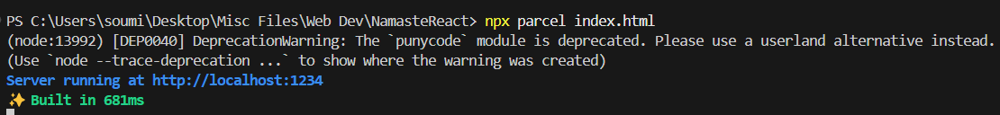 PS C:\Users\soumi\Desktop\Misc Files\Web Dev\NamasteReact> npx parcel index.html
(node:13992) [DEP0040] DeprecationWarning: The `punycode` module is deprecated. Please use a userland alternative instead.
(Use `node --trace-deprecation ...` to show where the warning was created)
Server running at http://localhost:1234
✨ Built in 681ms